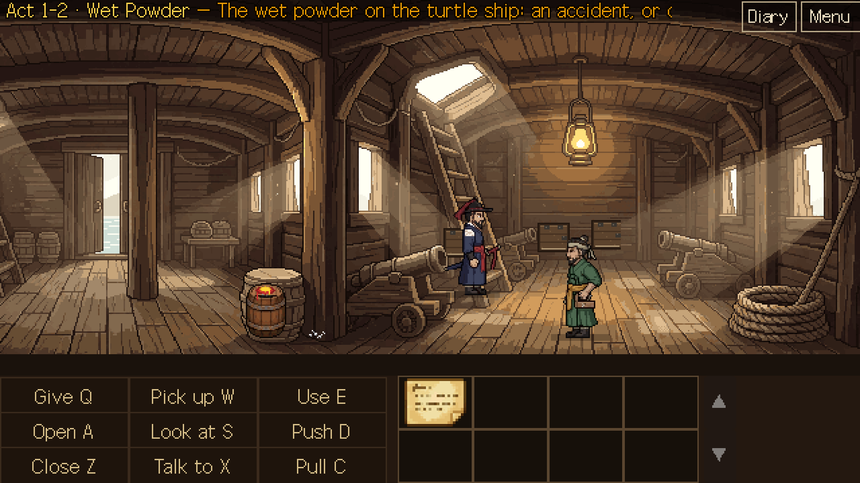 Act 1-2 · Wet Powder — The wet powder on the turtle ship: an accident, or
Diary
Menu
Give Q
Pick up W
Use E
Open A
Look at S
Push D
Close Z
Talk to X
Pull C